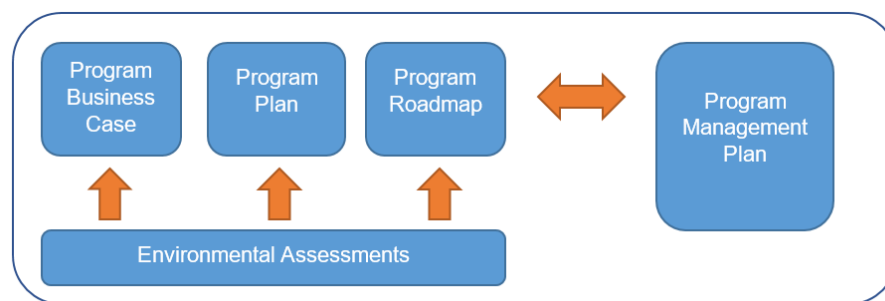 Program
Business
Case
Program
Plan
Program
Roadmap
Program
Management
Plan
Environmental Assessments